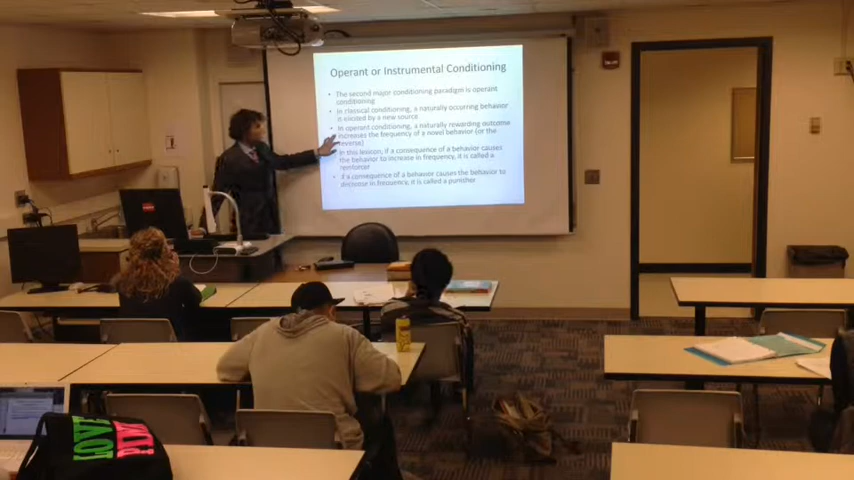 Operant or Instrumental Conditioning
• The second major conditioning paradigm is operant
conditioning
• In classical conditioning, a naturally occurring behavior
is elicited by a new source
• In operant conditioning, a naturally rewarding outcome
increases the frequency of a novel behavior (or the
reverse)
In this lesson, if a consequence of a behavior causes
the behavior to increase in frequency, it is called a
reinforcer
• If a consequence of a behavior causes the behavior to
decrease in frequency, it is called a punisher